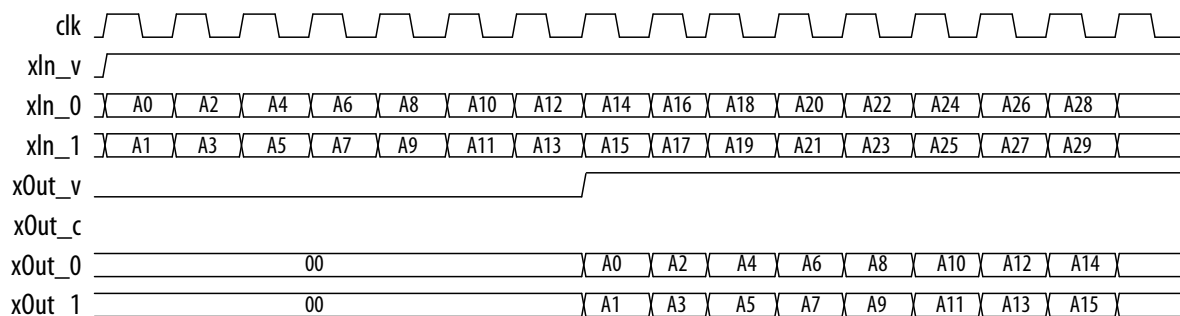 clk
xIn_v
xIn_0 A0 A2 A4 A6 A8 A10 A12 A14 A16 A18 A20 A22 A24 A26 A28
xIn_1 A1 A3 A5 A7 A9 A11 A13 A15 A17 A19 A21 A23 A25 A27 A29
xOut_v
xOut_c
xOut_0 00 A0 A2 A4 A6 A8 A10 A12 A14
xOut_1 00 A1 A3 A5 A7 A9 A11 A13 A15